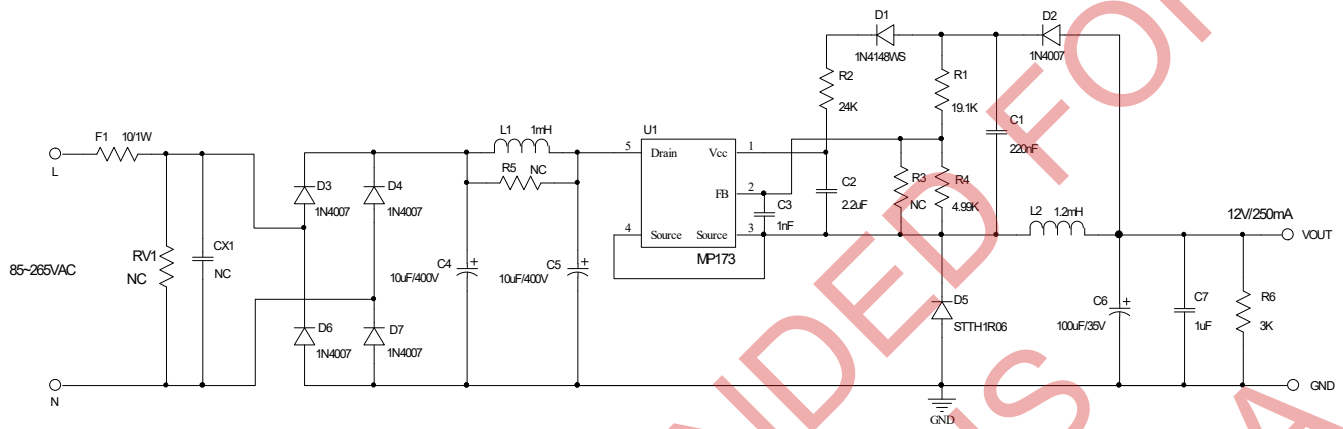 D1
1N4148WS
D2
1N4007
R2
24K
R1
19.1K
C1
220nF
F1 10/1W
L
L1 1mH
R5 NC
U1
5 Drain Vcc 1
FB 2
4 Source Source 3
MP173
C2
2.2uF
C3
1nF
R3
NC
R4
4.99K
L2 1.2mH
12V/250mA
VOUT
D3
1N4007
D4
1N4007
85~265VAC
RV1
NC
CX1
NC
C4
10uF/400V
C5
10uF/400V
D5
STTH1R06
C6
100uF/35V
C7
1uF
R6
3K
D6
1N4007
D7
1N4007
N
GND
GND
NDED FO
NS
A